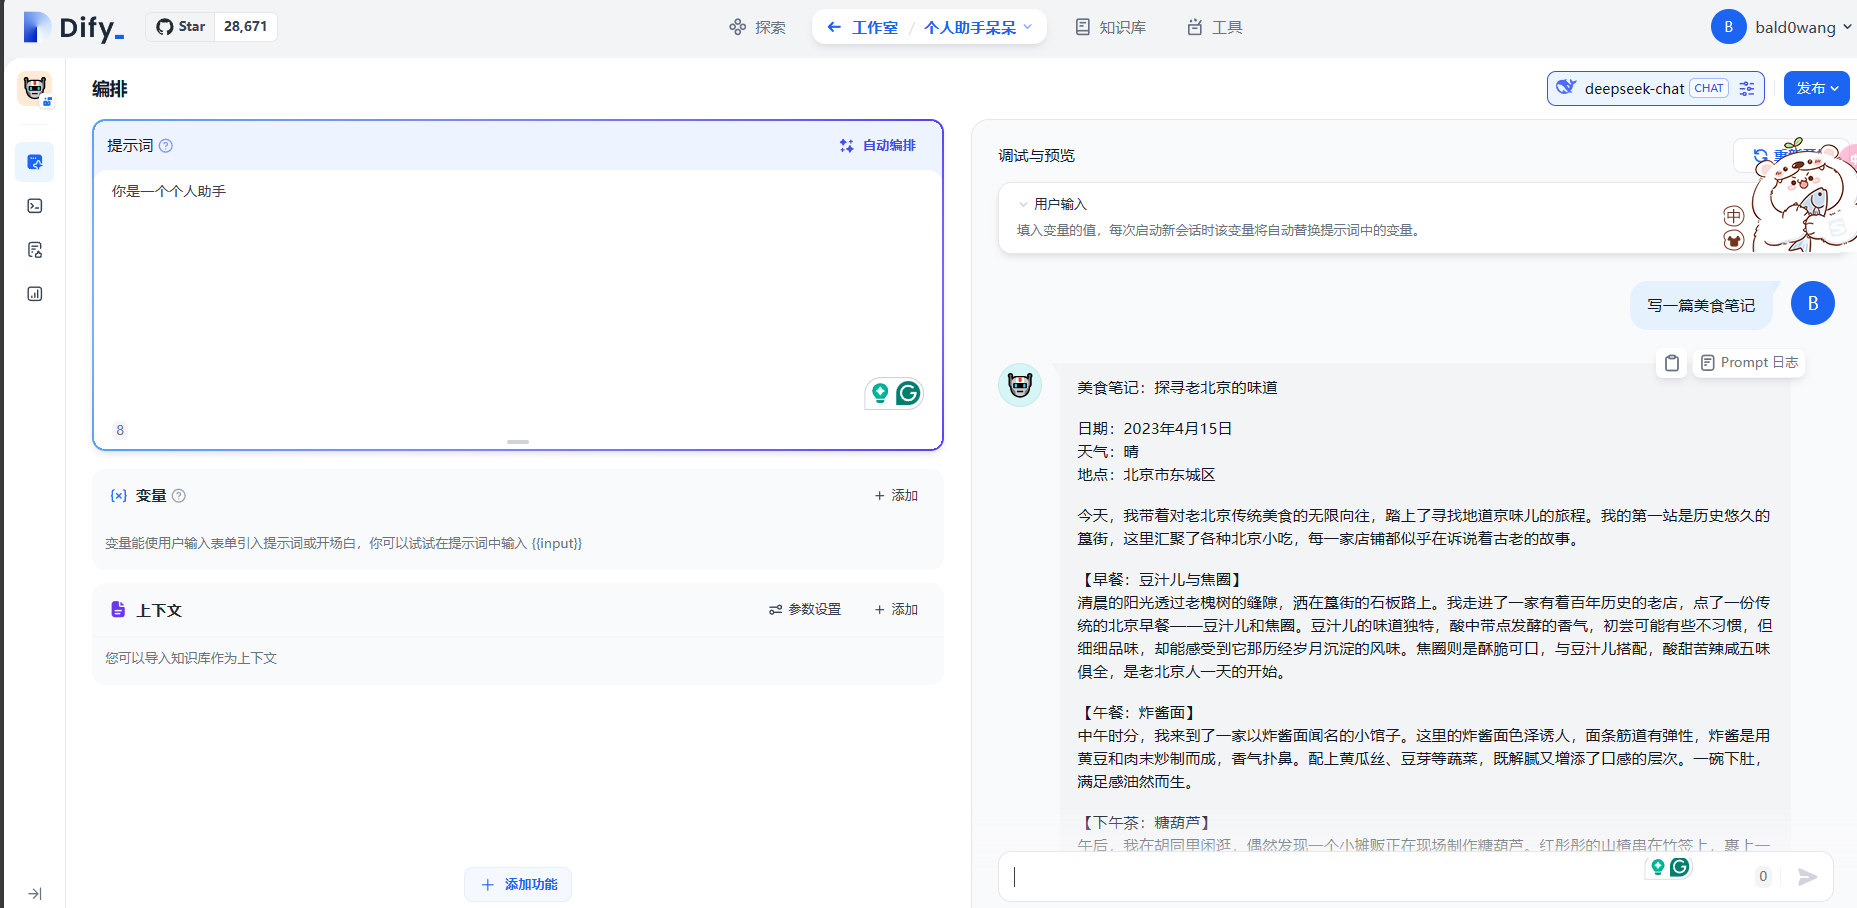 Dify_
Star 28,671
探索
工作室 / 个人助手呆呆
知识库
工具
B bald0wang
编排
deepseek-chat CHAT
发布
提示词
自动编排
你是一个个人助手
8
{x} 变量
+ 添加
变量能使用户输入表单引入提示词或开场白，你可以试试在提示词中输入 {{input}}
上下文
参数设置
+ 添加
您可以导入知识库作为上下文
+ 添加功能
调试与预览
用户输入
填入变量的值，每次启动新会话时该变量将自动替换提示词中的变量。
中
写一篇美食笔记
B
Prompt 日志
美食笔记：探寻老北京的味道
日期：2023年4月15日
天气：晴
地点：北京市东城区
今天，我带着对老北京传统美食的无限向往，踏上了寻找地道京味儿的旅程。我的第一站是历史悠久的
簋街，这里汇聚了各种北京小吃，每一家店铺都似乎在诉说着古老的故事。
【早餐：豆汁儿与焦圈】
清晨的阳光透过老槐树的缝隙，洒在簋街的石板路上。我走进了一家有着百年历史的老店，点了一份传
统的北京早餐——豆汁儿和焦圈。豆汁儿的味道独特，酸中带点发酵的香气，初尝可能有些不习惯，但
细细品味，却能感受到它那历经岁月沉淀的风味。焦圈则是酥脆可口，与豆汁儿搭配，酸甜苦辣咸五味
俱全，是老北京人一天的开始。
【午餐：炸酱面】
中午时分，我来到了一家以炸酱面闻名的小馆子。这里的炸酱面色泽诱人，面条筋道有弹性，炸酱是用
黄豆和肉末炒制而成，香气扑鼻。配上黄瓜丝、豆芽等蔬菜，既解腻又增添了口感的层次。一碗下肚，
满足感油然而生。
【下午茶：糖葫芦】
午后，我在胡同里闲逛，偶然发现一个小摊贩正在现场制作糖葫芦。红彤彤的山楂串在竹签上，裹上一
0